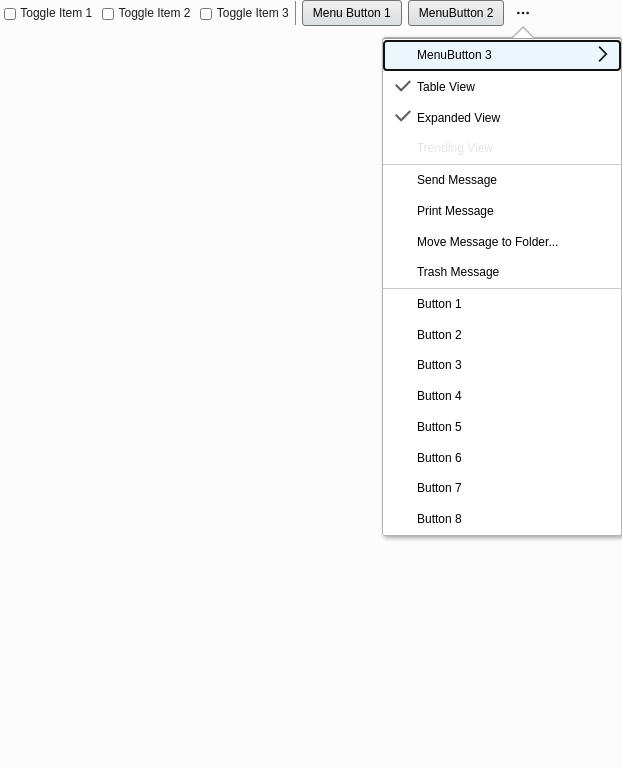 Toggle Item 1 Toggle Item 2 Toggle Item 3 Menu Button 1 MenuButton 2 ...
MenuButton 3
Table View
Expanded View
Trending View
Send Message
Print Message
Move Message to Folder...
Trash Message
Button 1
Button 2
Button 3
Button 4
Button 5
Button 6
Button 7
Button 8